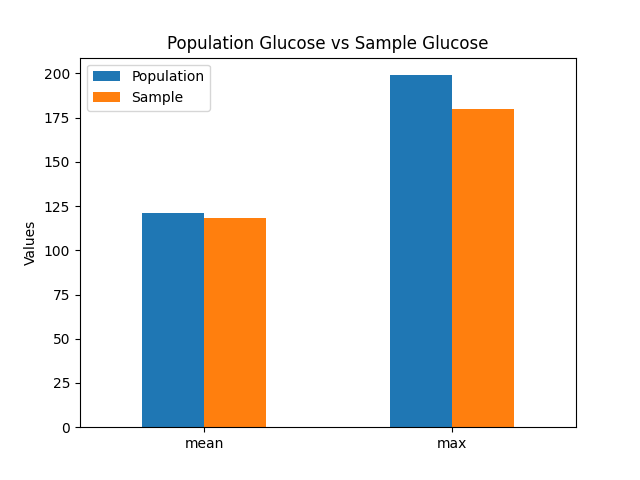 Population Glucose vs Sample Glucose
Population
Sample
200
175
150
125
100
75
50
25
0
Values
mean
max